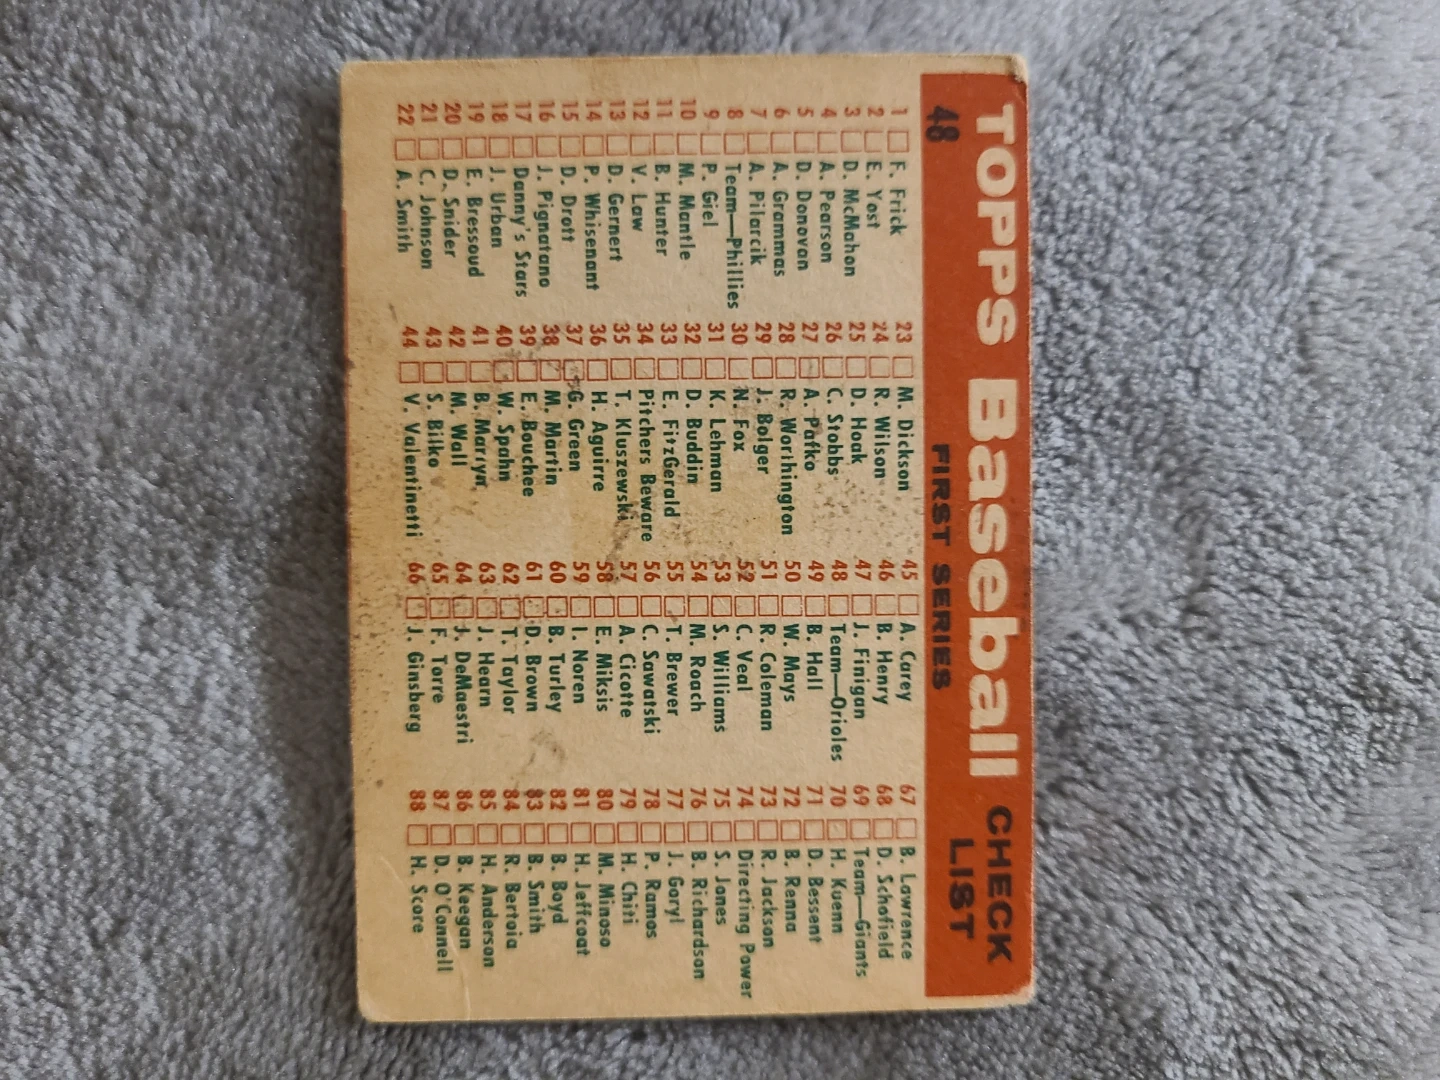 TOPPS Baseball CHECK LIST
48 FIRST SERIES
1 F. Frick
2 E. Yost
3 D. McMahon
4 A. Pearson
5 D. Donovan
6 A. Grammas
7 A. Pilarcik
8 Team—Phillies
9 P. Giel
10 M. Mantle
11 B. Hunter
12 V. Law
13 D. Gernert
14 P. Whisenant
15 D. Drott
16 J. Pignatano
17 Danny's Stars
18 J. Urban
19 E. Bressoud
20 D. Snider
21 C. Johnson
22 A. Smith
23 M. Dickson
24 R. Wilson
25 D. Hoak
26 C. Stobbs
27 A. Pafko
28 R. Worthington
29 J. Bolger
30 N. Fox
31 K. Lehman
32 D. Buddin
33 E. FitzGerald
34 Pitchers Beware
35 T. Kluszewski
36 H. Aguirre
37 G. Green
38 M. Martin
39 E. Bouchee
40 W. Spahn
41 B. Martyn
42 M. Wall
43 S. Bilko
44 V. Valentinetti
45 A. Carey
46 B. Henry
47 J. Finigan
48 Team—Orioles
49 B. Hall
50 W. Mays
51 R. Coleman
52 C. Veal
53 S. Williams
54 M. Roach
55 T. Brewer
56 C. Sawatski
57 A. Cicotte
58 E. Miksis
59 I. Noren
60 B. Turley
61 D. Brown
62 T. Taylor
63 J. Hearn
64 J. DeMaestri
65 F. Torre
66 J. Ginsberg
67 B. Lawrence
68 D. Schofield
69 Team—Giants
70 H. Kuenn
71 D. Bessent
72 B. Renna
73 R. Jackson
74 Directing Power
75 S. Jones
76 B. Richardson
77 J. Goryl
78 P. Ramos
79 H. Chiti
80 M. Minoso
81 H. Jeffcoat
82 B. Boyd
83 B. Smith
84 R. Bertoia
85 H. Anderson
86 B. Keegan
87 D. O'Connell
88 H. Score